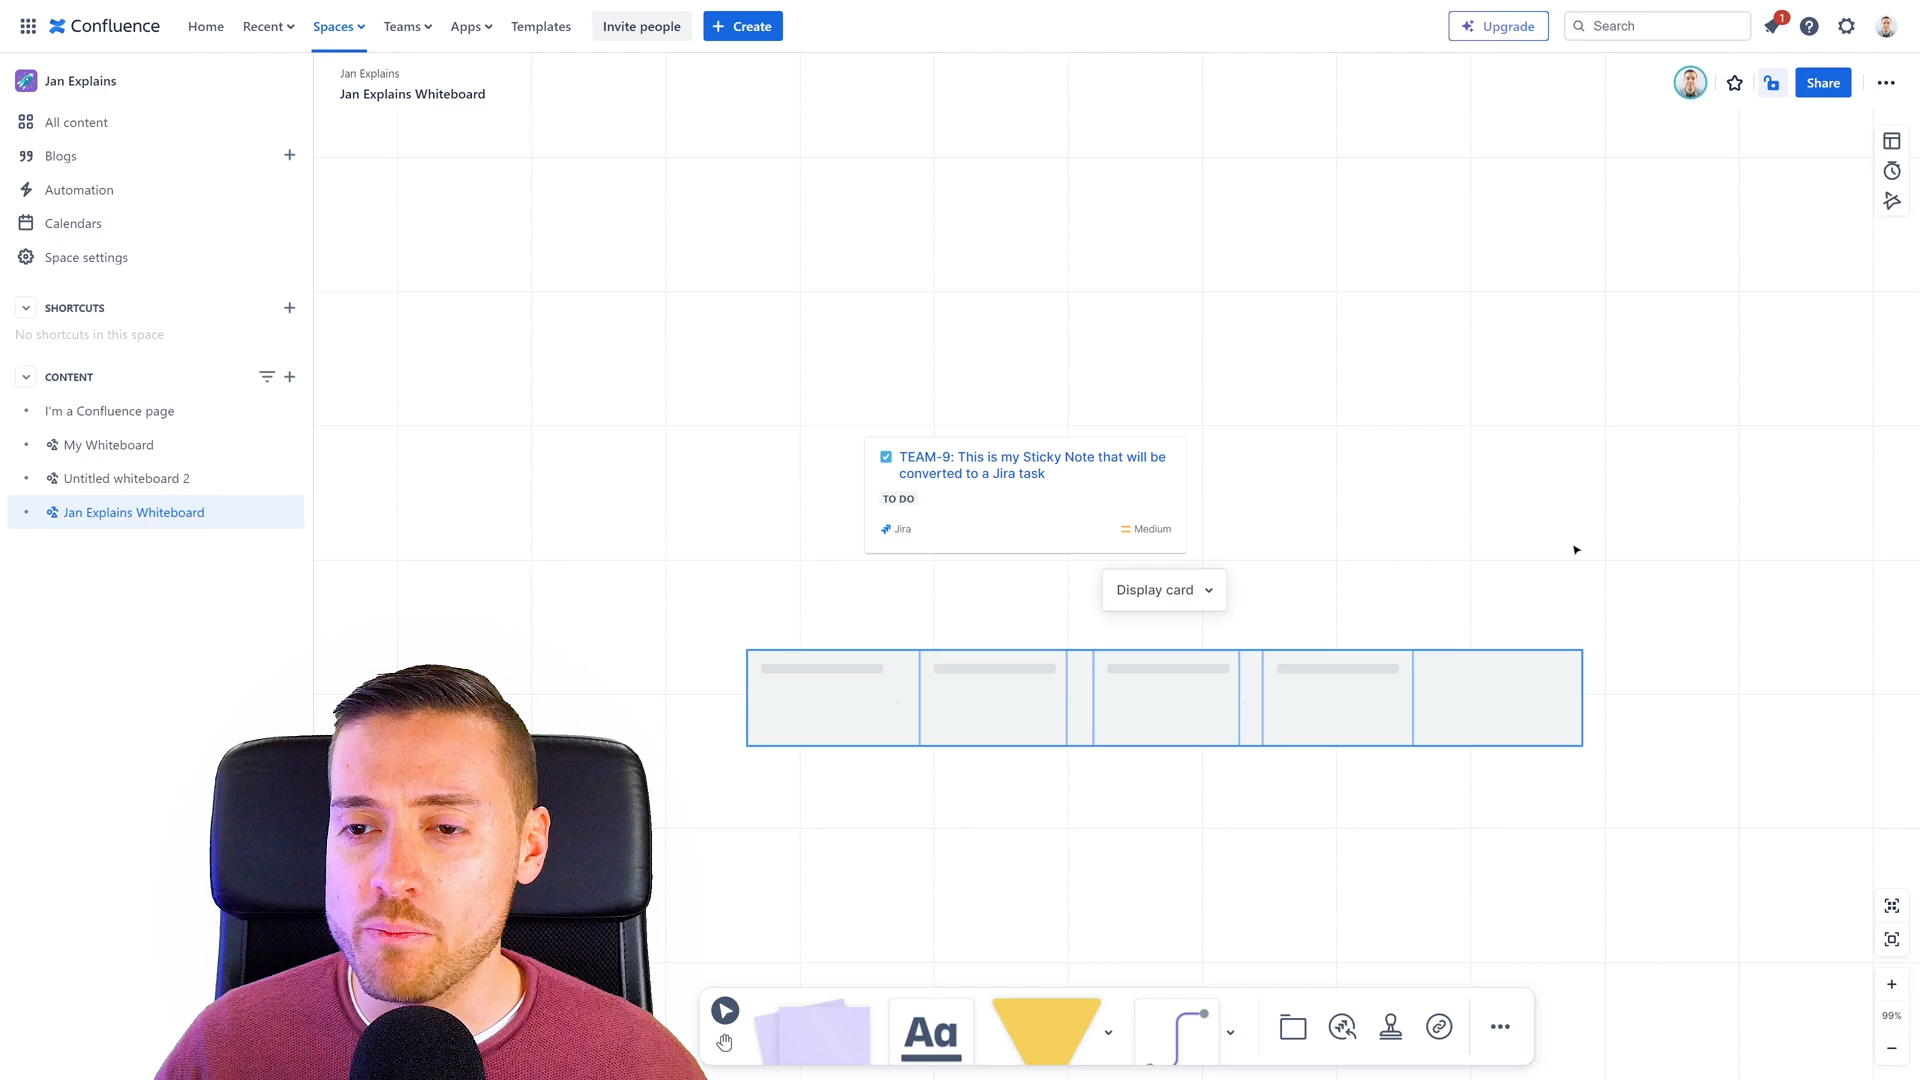 Confluence
Home
Recent
Spaces
Teams
Apps
Templates
Invite people
+ Create
Upgrade
Search
1
Jan Explains
All content
Blogs
Automation
Calendars
Space settings
SHORTCUTS
No shortcuts in this space
CONTENT
I'm a Confluence page
My Whiteboard
Untitled whiteboard 2
Jan Explains Whiteboard
Jan Explains
Jan Explains Whiteboard
Share
TEAM-9: This is my Sticky Note that will be
converted to a Jira task
TO DO
Jira
Medium
Display card
Aa
99%